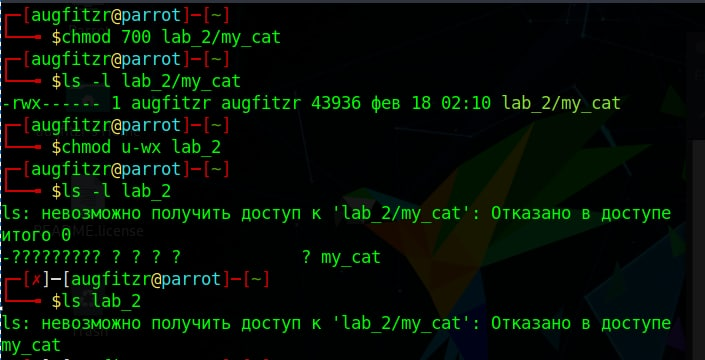 [augfitzr@parrot]─[~]
$chmod 700 lab_2/my_cat
[augfitzr@parrot]─[~]
$ls -l lab_2/my_cat
-rwx------ 1 augfitzr augfitzr 43936 фев 18 02:10 lab_2/my_cat
[augfitzr@parrot]─[~]
$chmod u-wx lab_2
[augfitzr@parrot]─[~]
$ls -l lab_2
ls: невозможно получить доступ к 'lab_2/my_cat': Отказано в доступе
итого 0
-????????? ? ? ? ?            ? my_cat
[✗]─[augfitzr@parrot]─[~]
$ls lab_2
ls: невозможно получить доступ к 'lab_2/my_cat': Отказано в доступе
my_cat